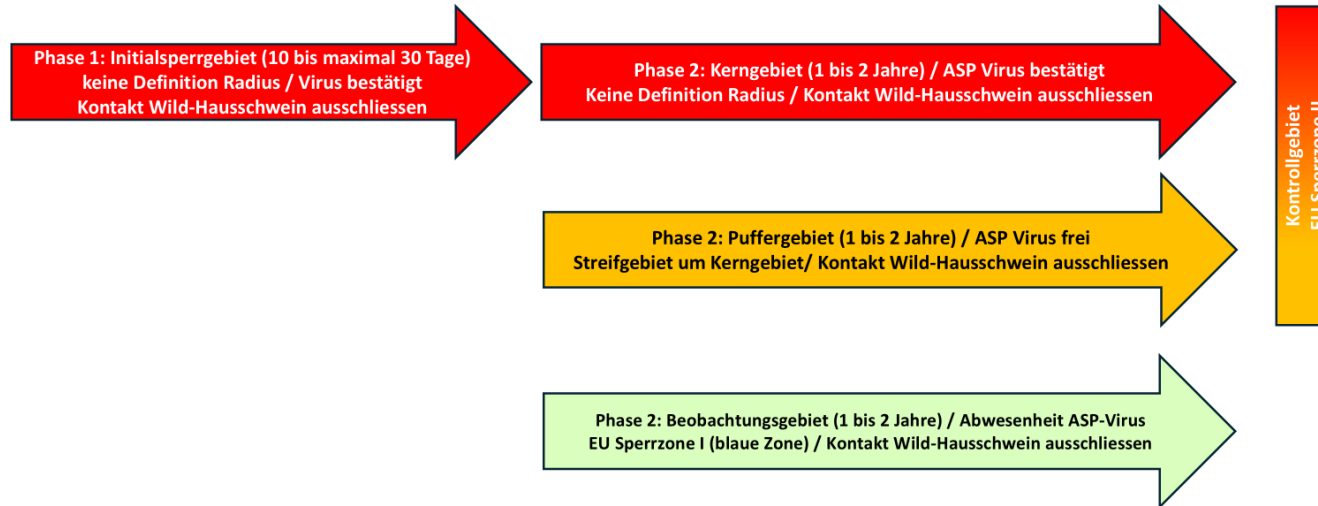 Phase 1: Initialsperrgebiet (10 bis maximal 30 Tage)
keine Definition Radius / Virus bestätigt
Kontakt Wild-Hausschwein ausschliessen
Phase 2: Kerngebiet (1 bis 2 Jahre) / ASP Virus bestätigt
Keine Definition Radius / Kontakt Wild-Hausschwein ausschliessen
Phase 2: Puffergebiet (1 bis 2 Jahre) / ASP Virus frei
Streifgebiet um Kerngebiet/ Kontakt Wild-Hausschwein ausschliessen
Phase 2: Beobachtungsgebiet (1 bis 2 Jahre) / Abwesenheit ASP-Virus
EU Sperrzone I (blaue Zone) / Kontakt Wild-Hausschwein ausschliessen
Kontrollgebiet
EU Sperrzone II